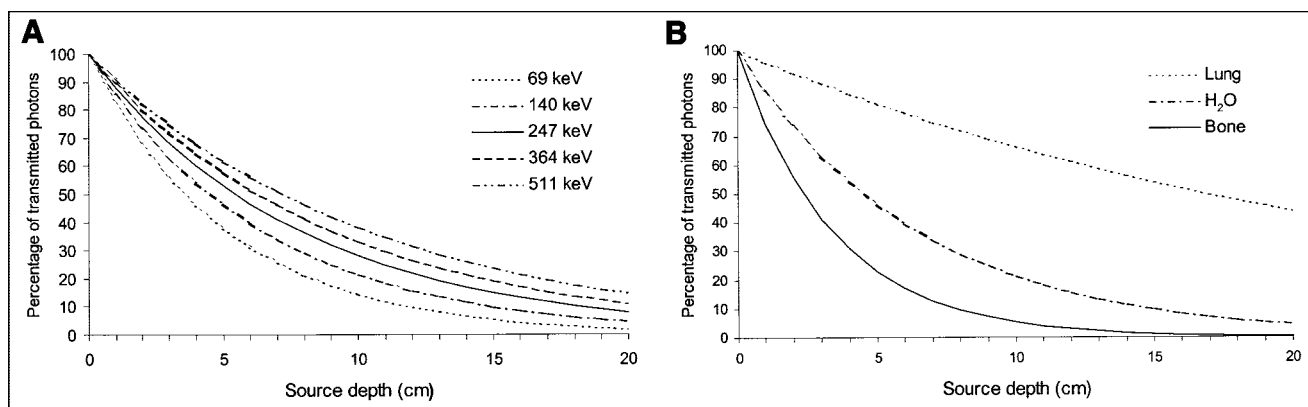 A
Percentage of transmitted photons
100
90
80
70
60
50
40
30
20
10
0
0 5 10 15 20
Source depth (cm)
69 keV
140 keV
247 keV
364 keV
511 keV
B
Percentage of transmitted photons
100
90
80
70
60
50
40
30
20
10
0
0 5 10 15 20
Source depth (cm)
Lung
H₂O
Bone